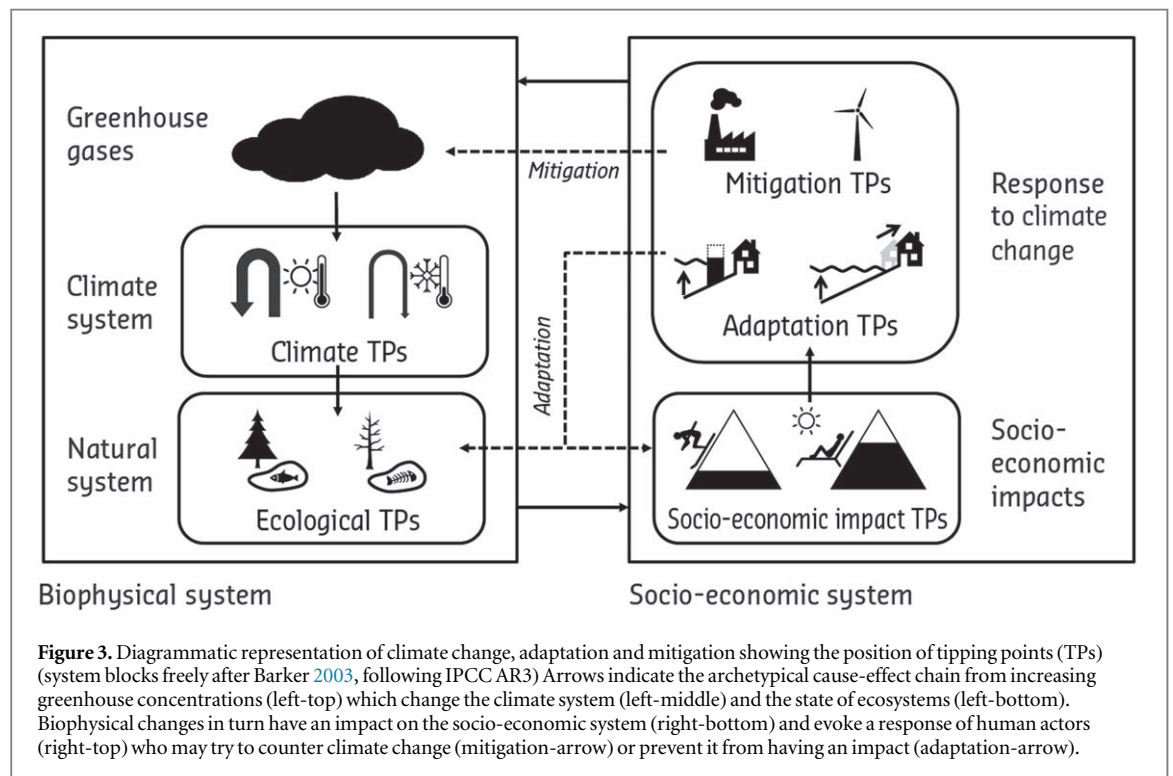 Greenhouse
gases
Mitigation
Mitigation TPs
Response
to climate
change
Climate
system
Climate TPs
Adaptation
Adaptation TPs
Natural
system
Ecological TPs
Socio-economic impact TPs
Socio-
economic
impacts
Biophysical system
Socio-economic system
Figure 3. Diagrammatic representation of climate change, adaptation and mitigation showing the position of tipping points (TPs)
(system blocks freely after Barker 2003, following IPCC AR3) Arrows indicate the archetypical cause-effect chain from increasing
greenhouse concentrations (left-top) which change the climate system (left-middle) and the state of ecosystems (left-bottom).
Biophysical changes in turn have an impact on the socio-economic system (right-bottom) and evoke a response of human actors
(right-top) who may try to counter climate change (mitigation-arrow) or prevent it from having an impact (adaptation-arrow).